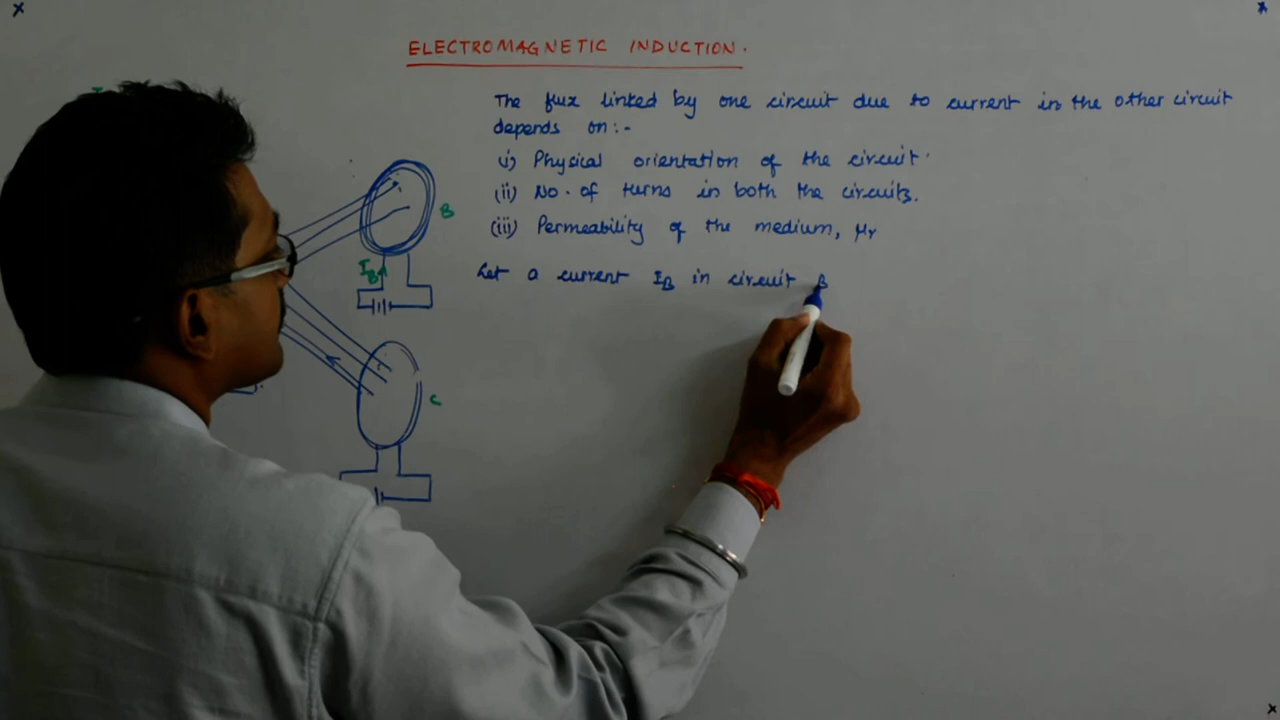 ELECTROMAGNETIC INDUCTION.
The flux linked by one circuit due to current in the other circuit
depends on:-
(i) Physical orientation of the circuit.
(ii) No. of turns in both the circuits.
(iii) Permeability of the medium, μr
Let a current IB in circuit B
B
IB
C